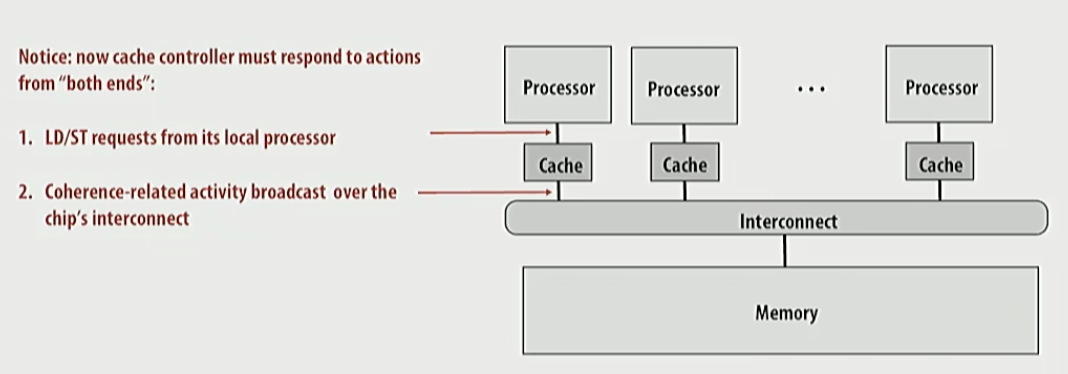 Notice: now cache controller must respond to actions
from “both ends”:
1. LD/ST requests from its local processor
2. Coherence-related activity broadcast over the
chip’s interconnect
Processor
Processor
...
Processor
Cache
Cache
Cache
Interconnect
Memory